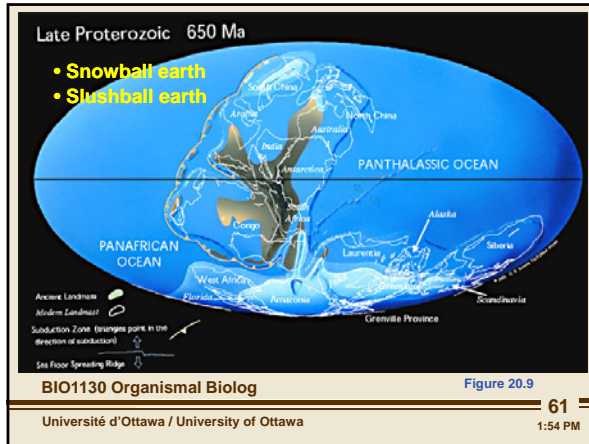 Late Proterozoic 650 Ma
• Snowball earth
• Slushball earth
South China
Arabia
North China
Australia
India
Antarctica
PANTHALASSIC OCEAN
South
Africa
Congo
Alaska
Siberia
PANAFRICAN
OCEAN
Laurentia
West Africa
Florida
Amazonia
Scandinavia
Grenville Province
Ancient Landmass
Modern Landmass
Subduction Zone (triangles point in the
direction of subduction)
Sea Floor Spreading Ridge
BIO1130 Organismal Biolog
Figure 20.9
61
Université d'Ottawa / University of Ottawa
1:54 PM